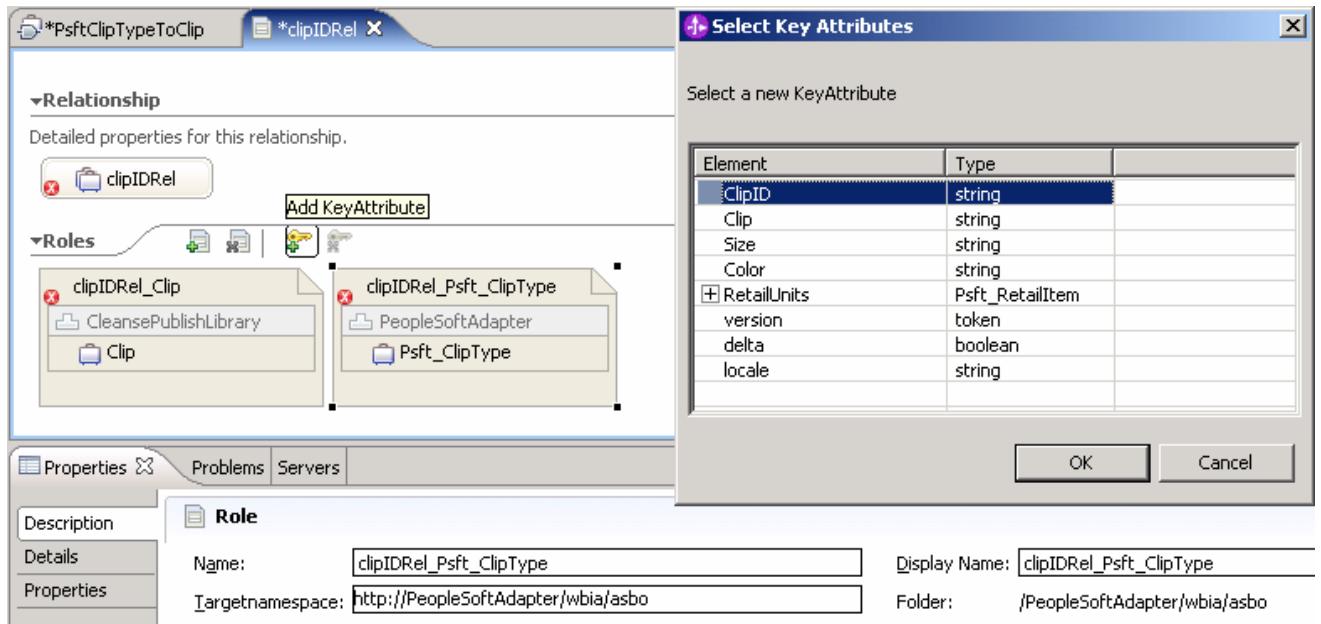 *PsftClipTypeToClip
*clipIDRel
Relationship
Detailed properties for this relationship.
clipIDRel
Add KeyAttribute
Roles
clipIDRel_Clip
CleansePublishLibrary
Clip
clipIDRel_Psft_ClipType
PeopleSoftAdapter
Psft_ClipType
Select Key Attributes
Select a new KeyAttribute
Element Type
ClipID string
Clip string
Size string
Color string
RetailUnits Psft_RetailItem
version token
delta boolean
locale string
OK Cancel
Properties Problems Servers
Description
Details
Properties
Role
Name: clipIDRel_Psft_ClipType Display Name: clipIDRel_Psft_ClipType
Targetnamespace: http://PeopleSoftAdapter/wbia/asbo Folder: /PeopleSoftAdapter/wbia/asbo